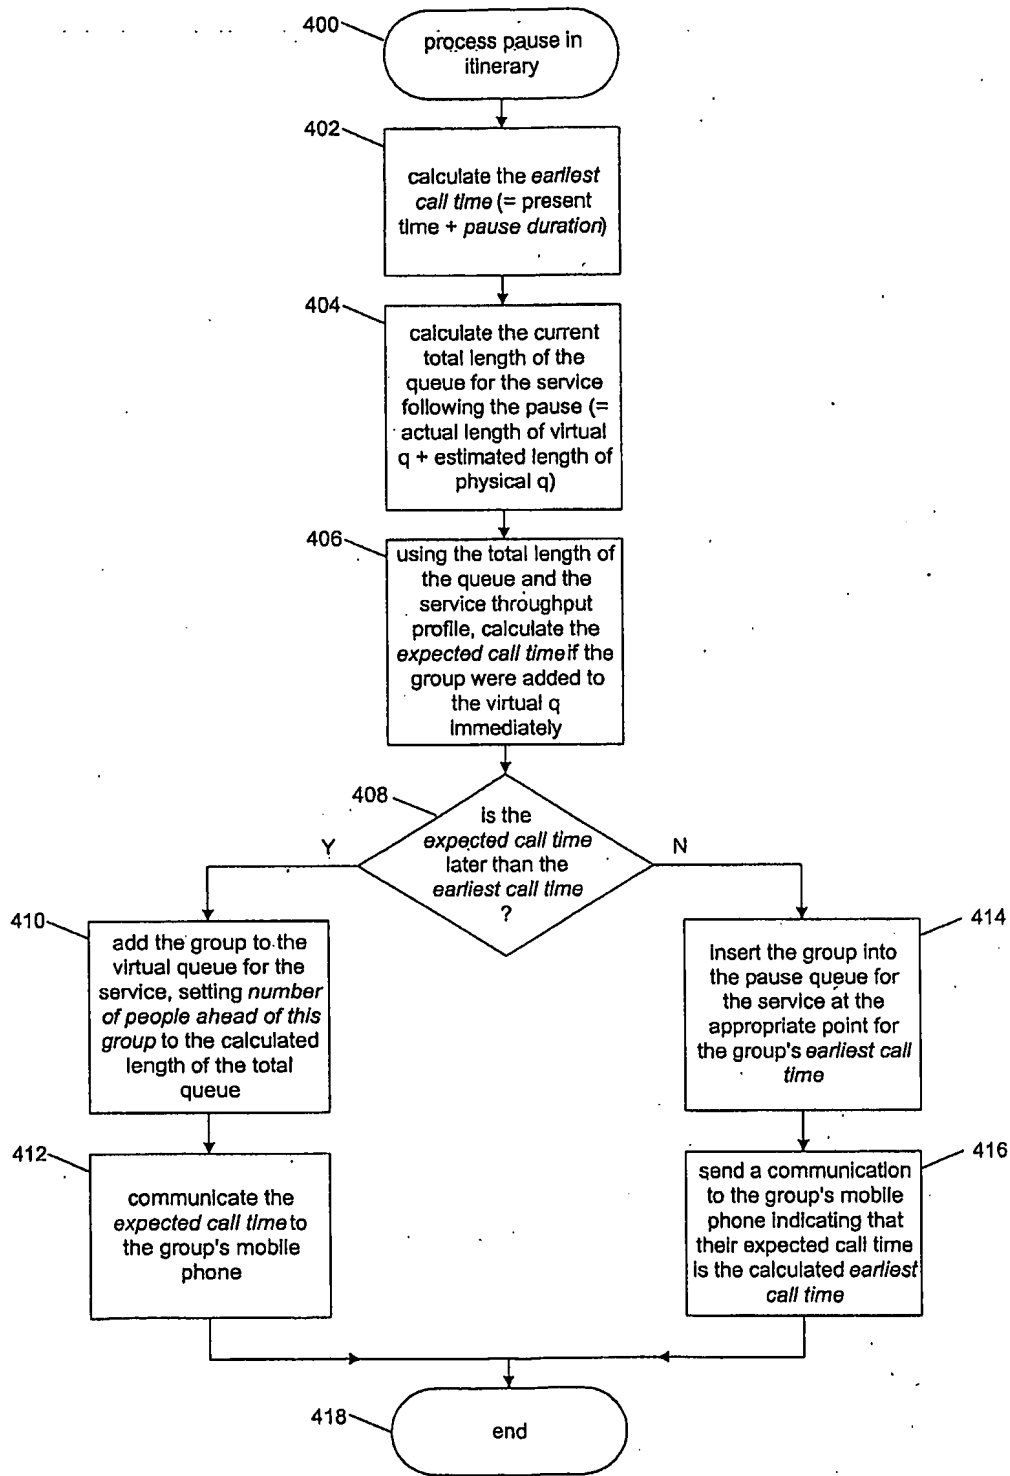 400
process pause in
itinerary
402
calculate the earliest
call time (= present
time + pause duration)
404
calculate the current
total length of the
queue for the service
following the pause (=
actual length of virtual
q + estimated length of
physical q)
406
using the total length of
the queue and the
service throughput
profile, calculate the
expected call time if the
group were added to
the virtual q
immediately
408
is the
expected call time
later than the
earliest call time
?
Y
N
410
add the group to the
virtual queue for the
service, setting number
of people ahead of this
group to the calculated
length of the total
queue
412
communicate the
expected call time to
the group's mobile
phone
414
insert the group into
the pause queue for
the service at the
appropriate point for
the group's earliest call
time
416
send a communication
to the group's mobile
phone indicating that
their expected call time
is the calculated earliest
call time
418
end